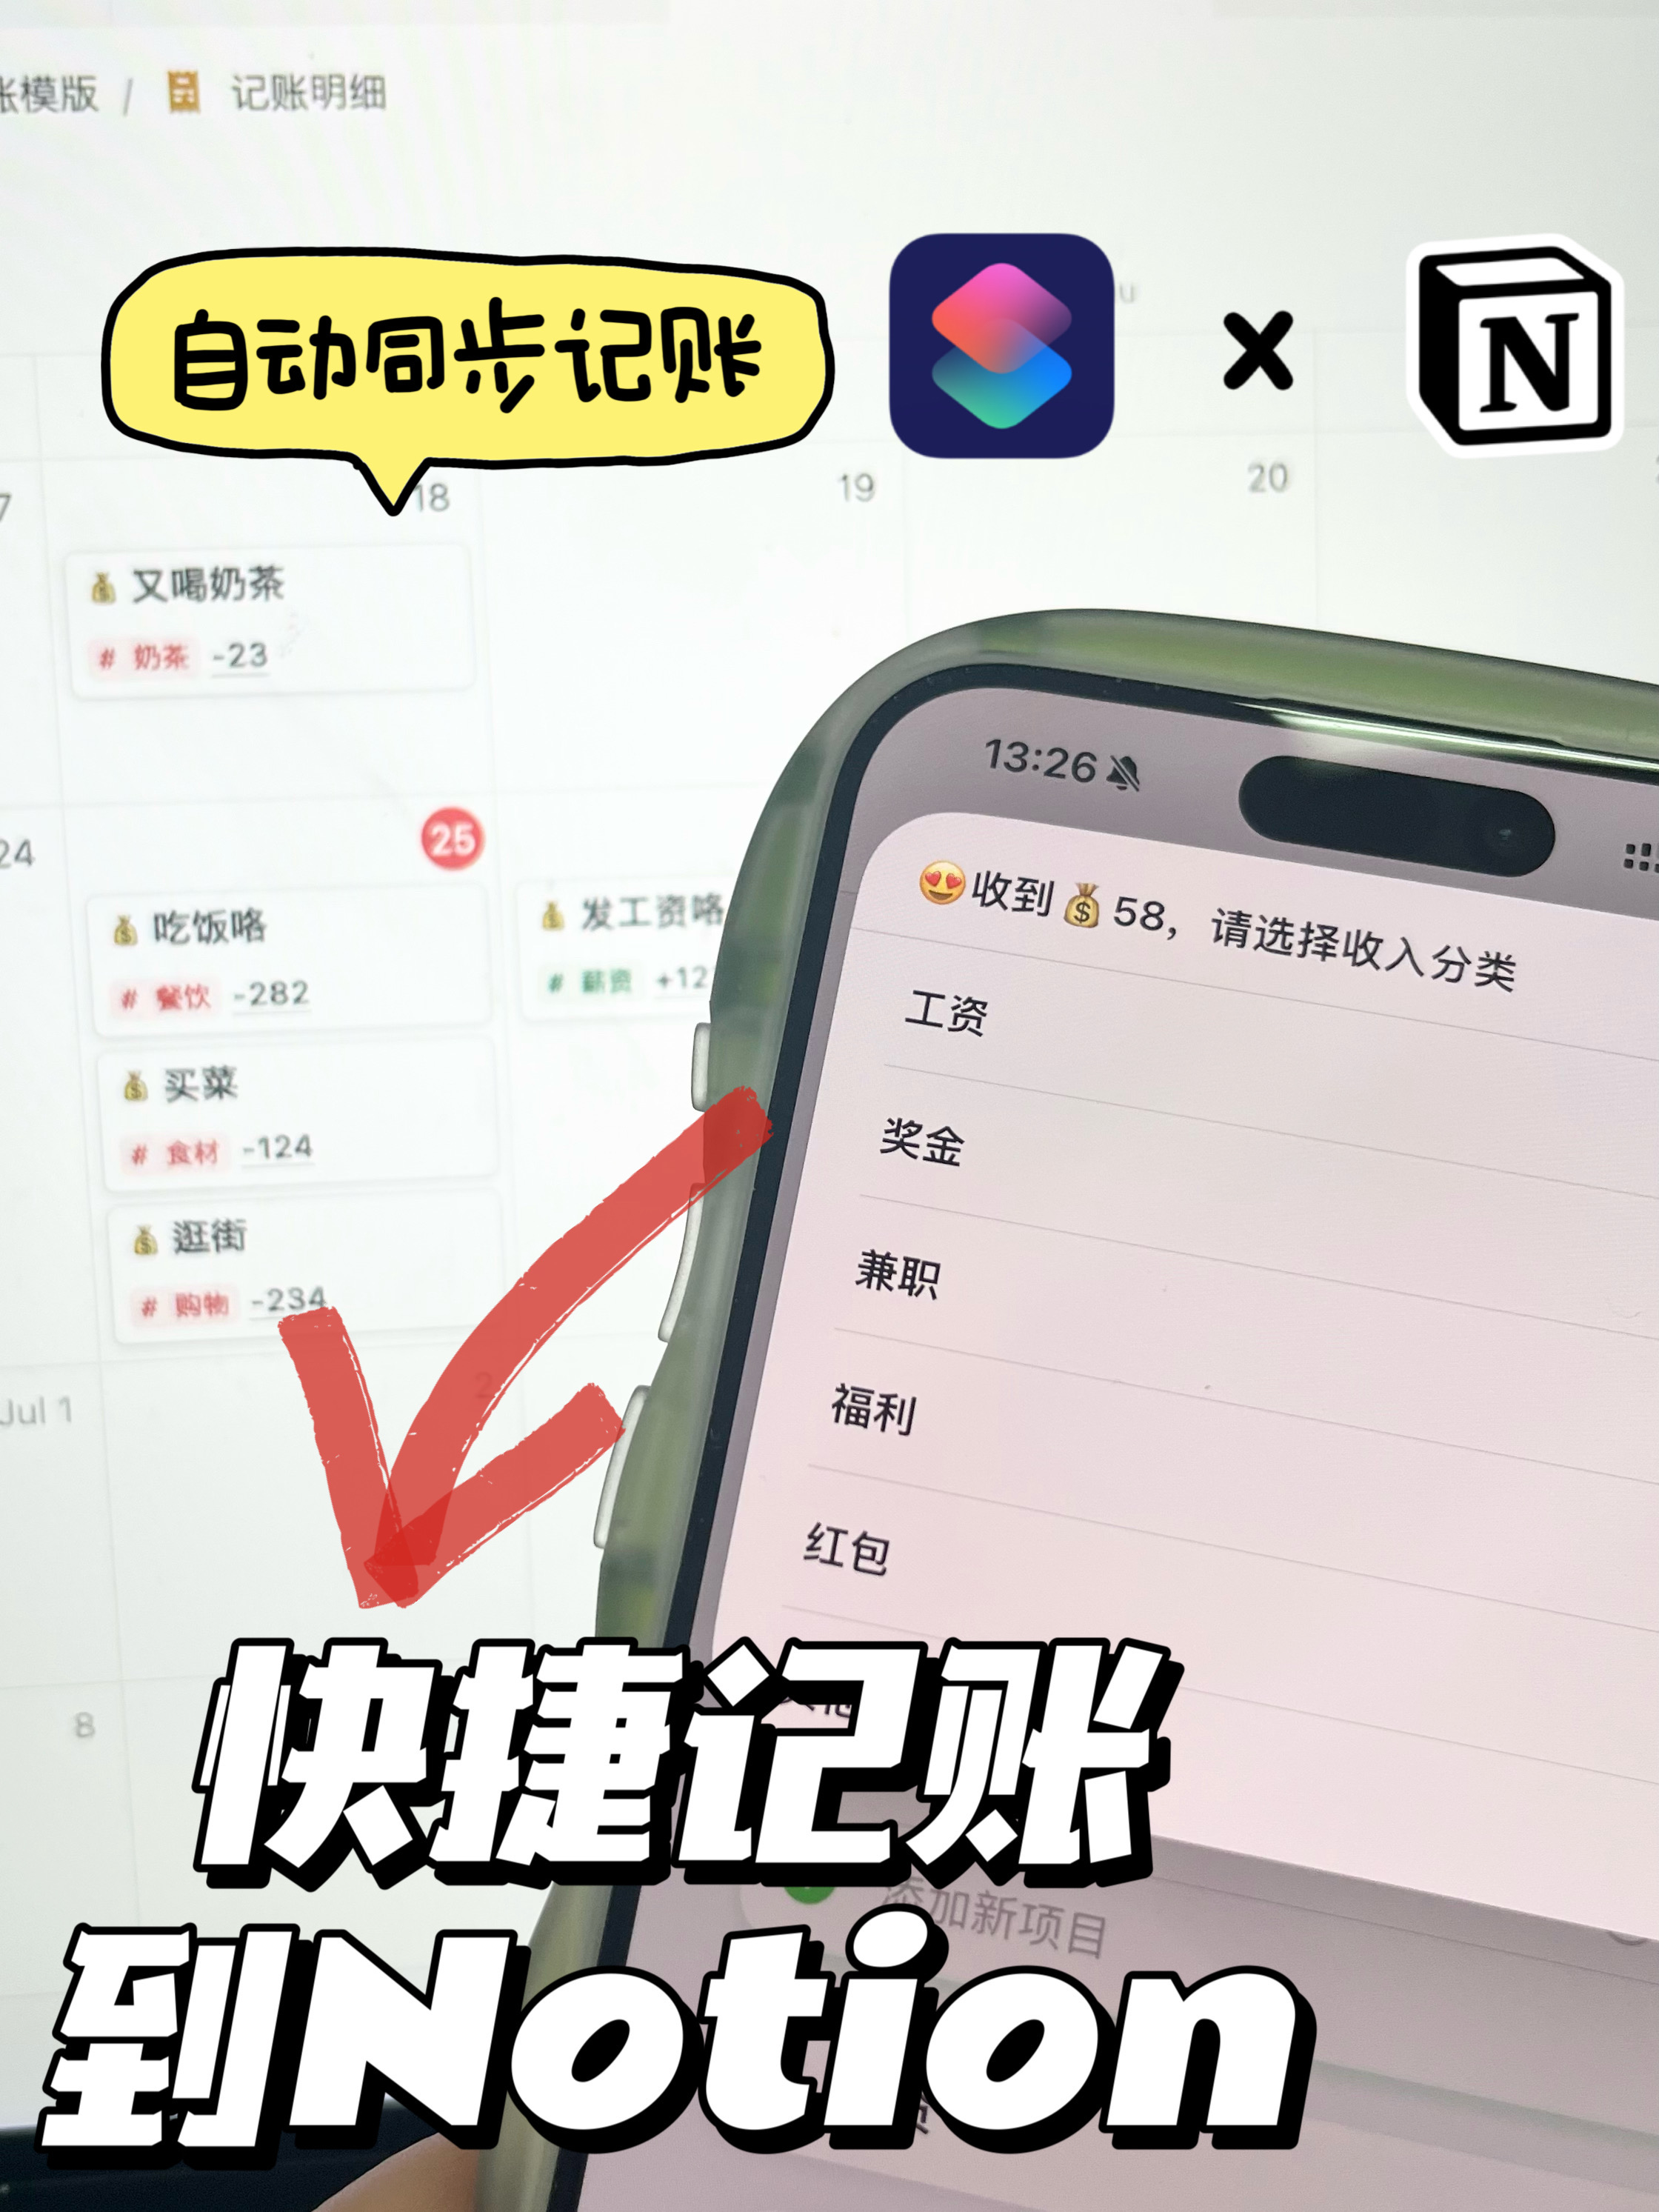 账模版 / 记账明细
自动同步记账
N
18
19
20
又喝奶茶
# 奶茶 -23
24
25
吃饭咯
# 餐饮 -282
发工资咯
# 薪资 +12
买菜
# 食材 -124
逛街
# 购物 -234
Jul 1
2
8
13:26
😍收到💰58，请选择收入分类
工资
奖金
兼职
福利
红包
添加新项目
快捷记账
到Notion